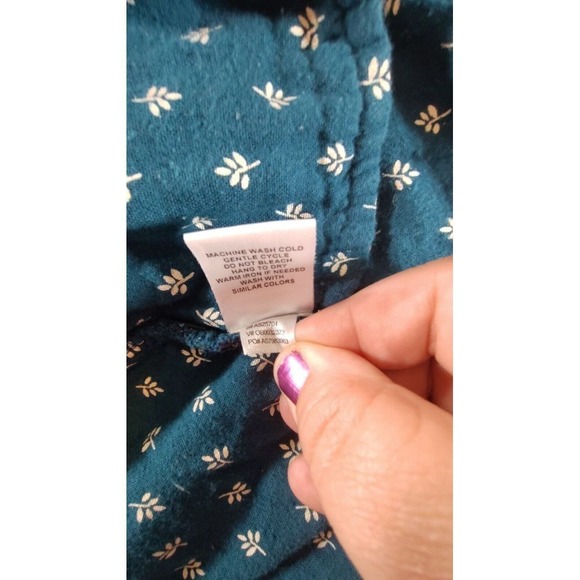 MACHINE WASH COLD
GENTLE CYCLE
DO NOT BLEACH
HANG TO DRY
WARM IRON IF NEEDED
WASH WITH
SIMILAR COLORS